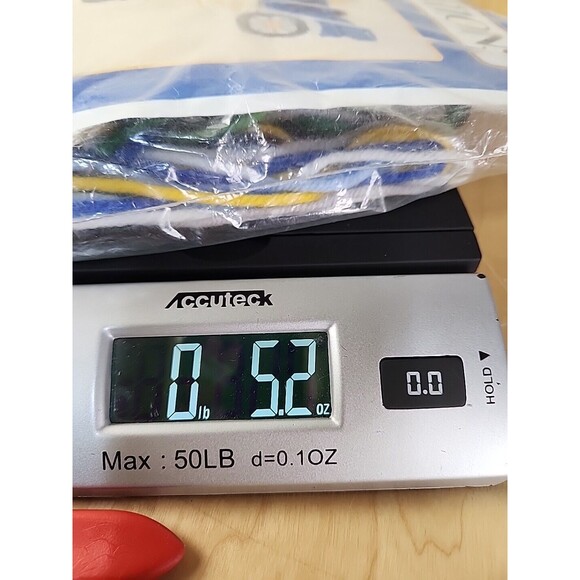 Accuteck
0 lb 5.2 oz
0.0
HOLD ▼
Max : 50LB d=0.1OZ